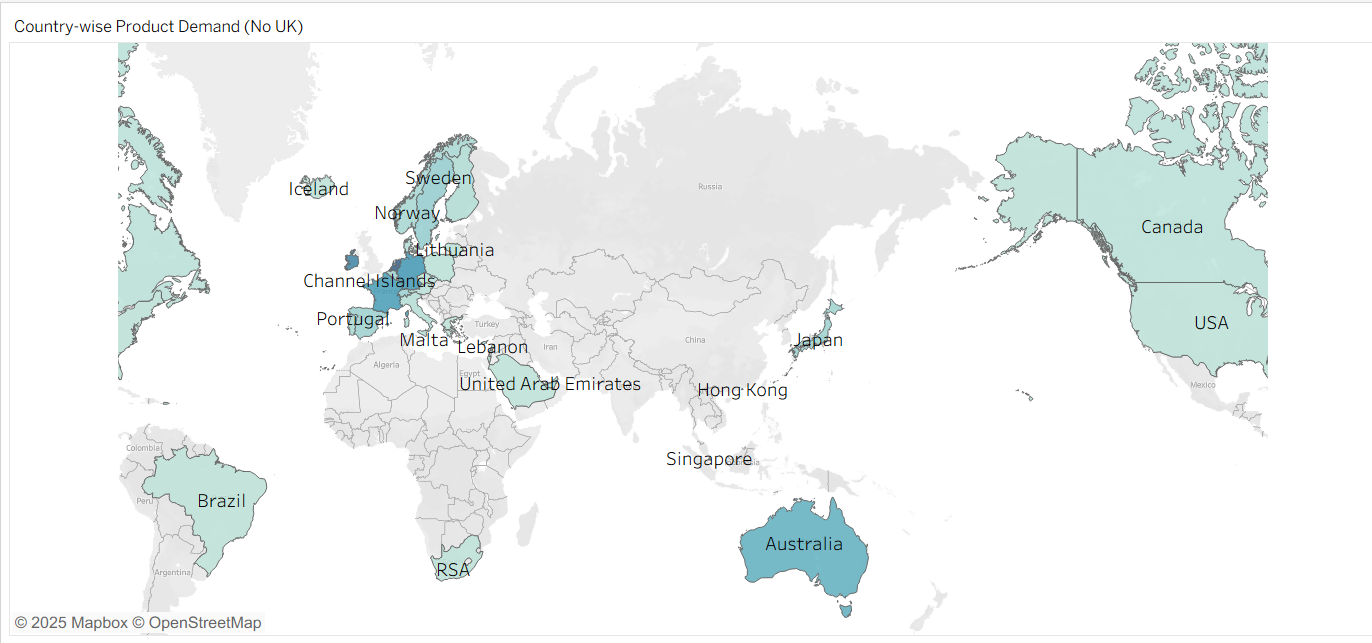 Country-wise Product Demand (No UK)
Iceland
Sweden
Russia
Norway
Canada
Lithuania
Channel Islands
Portugal
Turkey
USA
Malta
Lebanon
Iran
China
Japan
Algeria
Egypt
United Arab Emirates
Hong Kong
Mexico
Colombia
Singapore
Brazil
Peru
Australia
RSA
Argentina
© 2025 Mapbox © OpenStreetMap